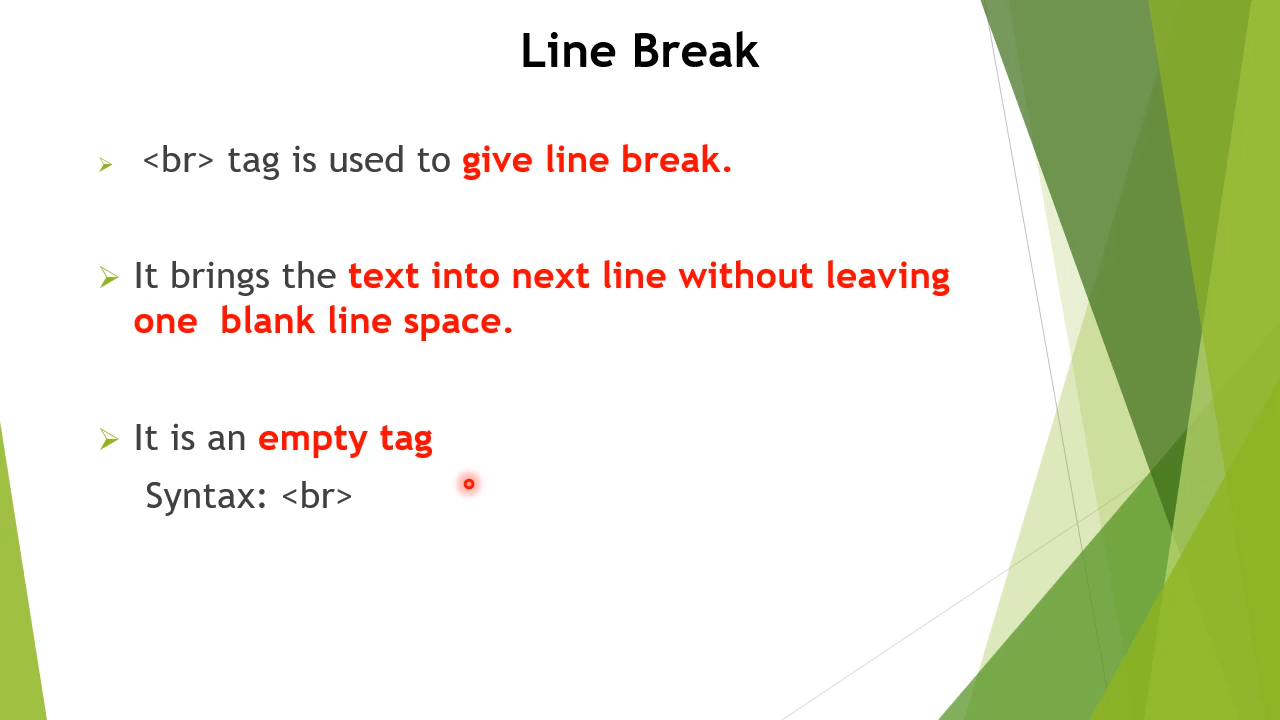 Line Break
<br> tag is used to give line break.
It brings the text into next line without leaving
one  blank line space.
It is an empty tag
Syntax: <br>